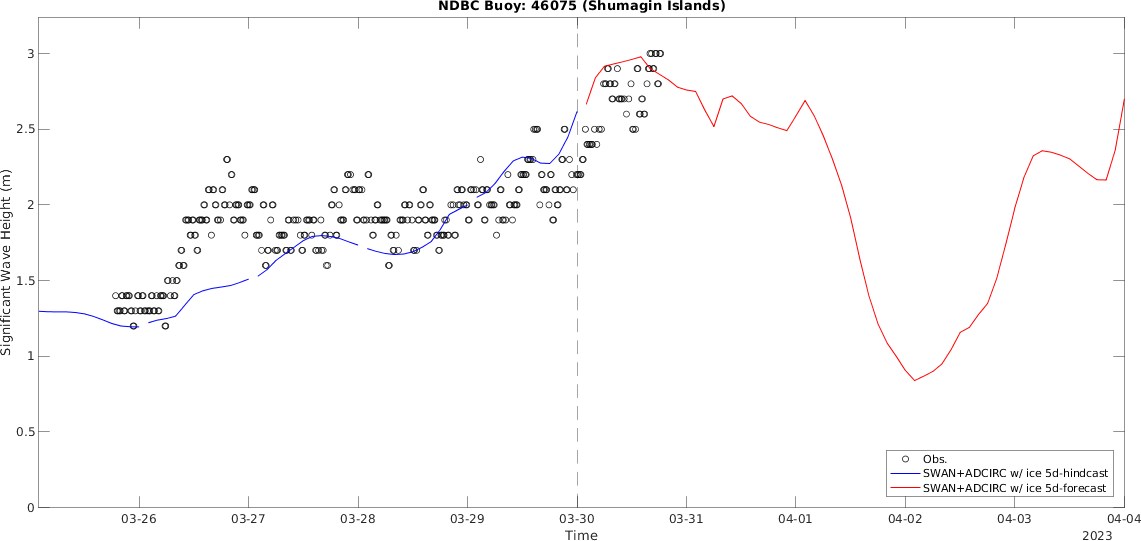 NDBC Buoy: 46075 (Shumagin Islands)
Significant Wave Height (m)
3
2.5
2
1.5
1
0.5
0
Obs.
SWAN+ADCIRC w/ ice 5d-hindcast
SWAN+ADCIRC w/ ice 5d-forecast
03-26 03-27 03-28 03-29 03-30 03-31 04-01 04-02 04-03 04-04
Time
2023